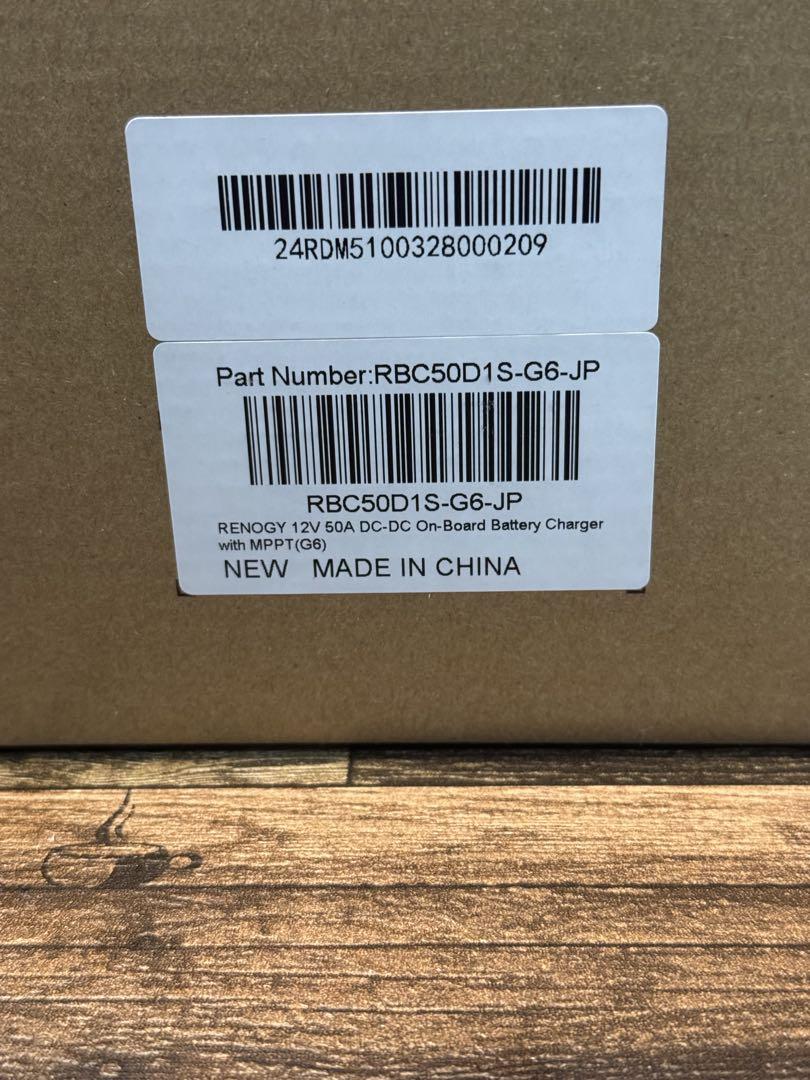 24RDM5100328000209
Part Number:RBC50D1S-G6-JP
RBC50D1S-G6-JP
RENOGY 12V 50A DC-DC On-Board Battery Charger
with MPPT(G6)
NEW MADE IN CHINA